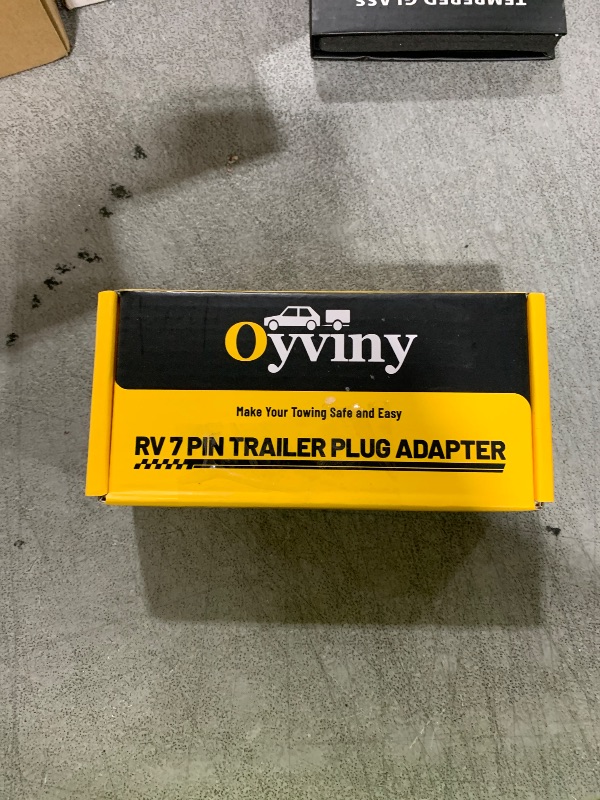 TEMPERED GLASS
Oyviny
Make Your Towing Safe and Easy
RV 7 PIN TRAILER PLUG ADAPTER